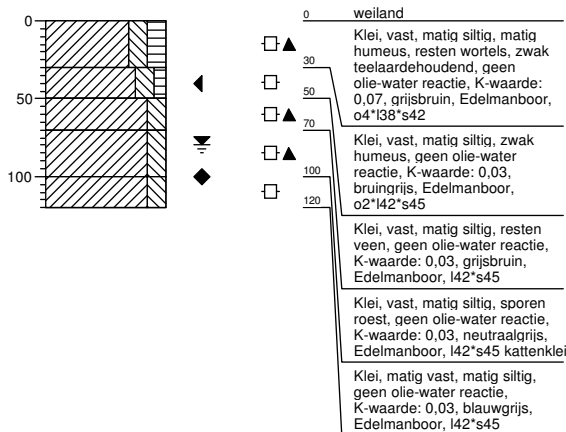 0
50
100
0
weiland
Klei, vast, matig siltig, matig
humeus, resten wortels, zwak
teelaardehoudend, geen
olie-water reactie, K-waarde:
0,07, grijsbruin, Edelmanboor,
o4*l38*s42
30
Klei, vast, matig siltig, zwak
humeus, geen olie-water
reactie, K-waarde: 0,03,
bruingrijs, Edelmanboor,
o2*l42*s45
50
Klei, vast, matig siltig, resten
veen, geen olie-water reactie,
K-waarde: 0,03, grijsbruin,
Edelmanboor, l42*s45
70
Klei, vast, matig siltig, sporen
roest, geen olie-water reactie,
K-waarde: 0,03, neutraalgrijs,
Edelmanboor, l42*s45 kattenklei
100
Klei, matig vast, matig siltig,
geen olie-water reactie,
K-waarde: 0,03, blauwgrijs,
Edelmanboor, l42*s45
120